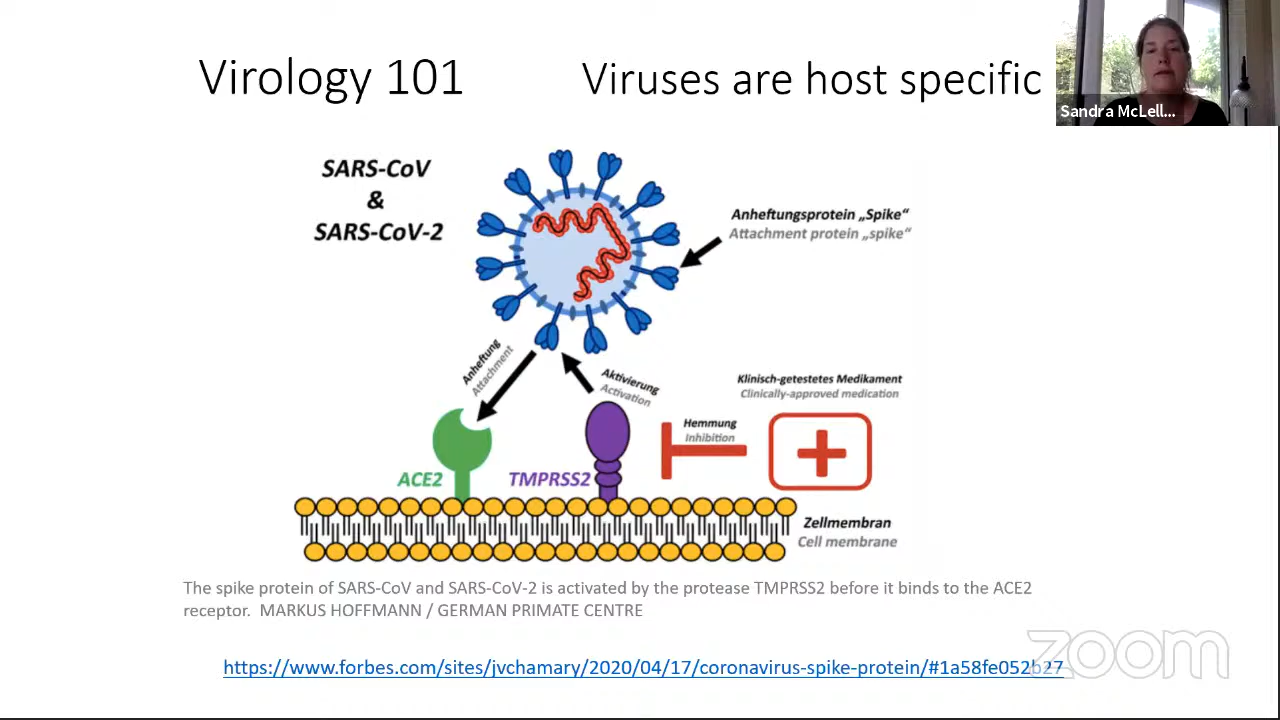 Virology 101
Viruses are host specific
Sandra McLell...
SARS-CoV
&
SARS-CoV-2
Anheftungsprotein „Spike“
Attachment protein „spike“
Anheftung
Attachment
Aktivierung
Activation
Klinisch-getestetes Medikament
Clinically-approved medication
Hemmung
Inhibition
ACE2
TMPRSS2
Zellmembran
Cell membrane
The spike protein of SARS-CoV and SARS-CoV-2 is activated by the protease TMPRSS2 before it binds to the ACE2
receptor. MARKUS HOFFMANN / GERMAN PRIMATE CENTRE
https://www.forbes.com/sites/jvchamary/2020/04/17/coronavirus-spike-protein/#1a58fe052b27
zoom